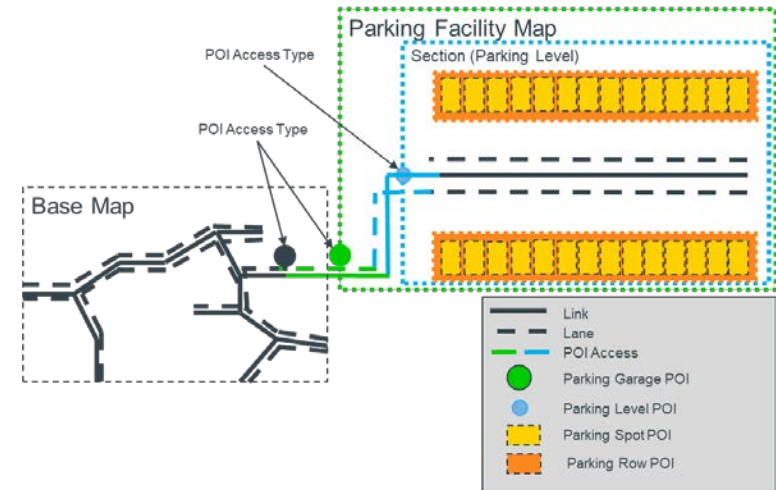 Parking Facility Map
POI Access Type
Section (Parking Level)
POI Access Type
Base Map
Link
Lane
POI Access
Parking Garage POI
Parking Level POI
Parking Spot POI
Parking Row POI